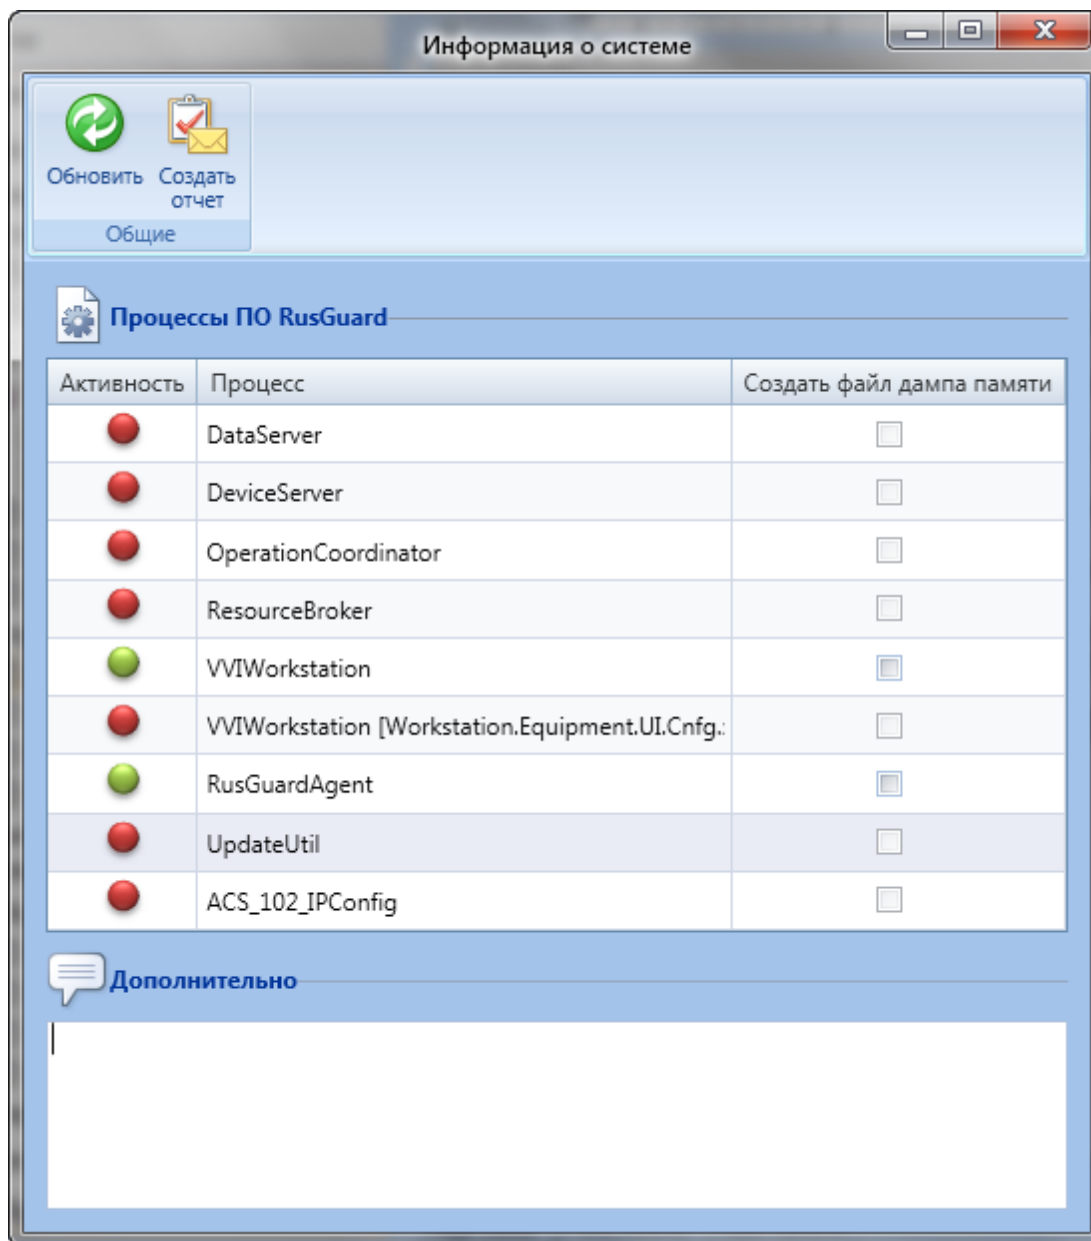 Информация о системе
Обновить
Создать отчет
Общие
Процессы ПО RusGuard
Активность Процесс Создать файл дампа памяти
DataServer
DeviceServer
OperationCoordinator
ResourceBroker
VVIWorkstation
VVIWorkstation [Workstation.Equipment.UI.Cnfg.:
RusGuardAgent
UpdateUtil
ACS_102_IPConfig
Дополнительно